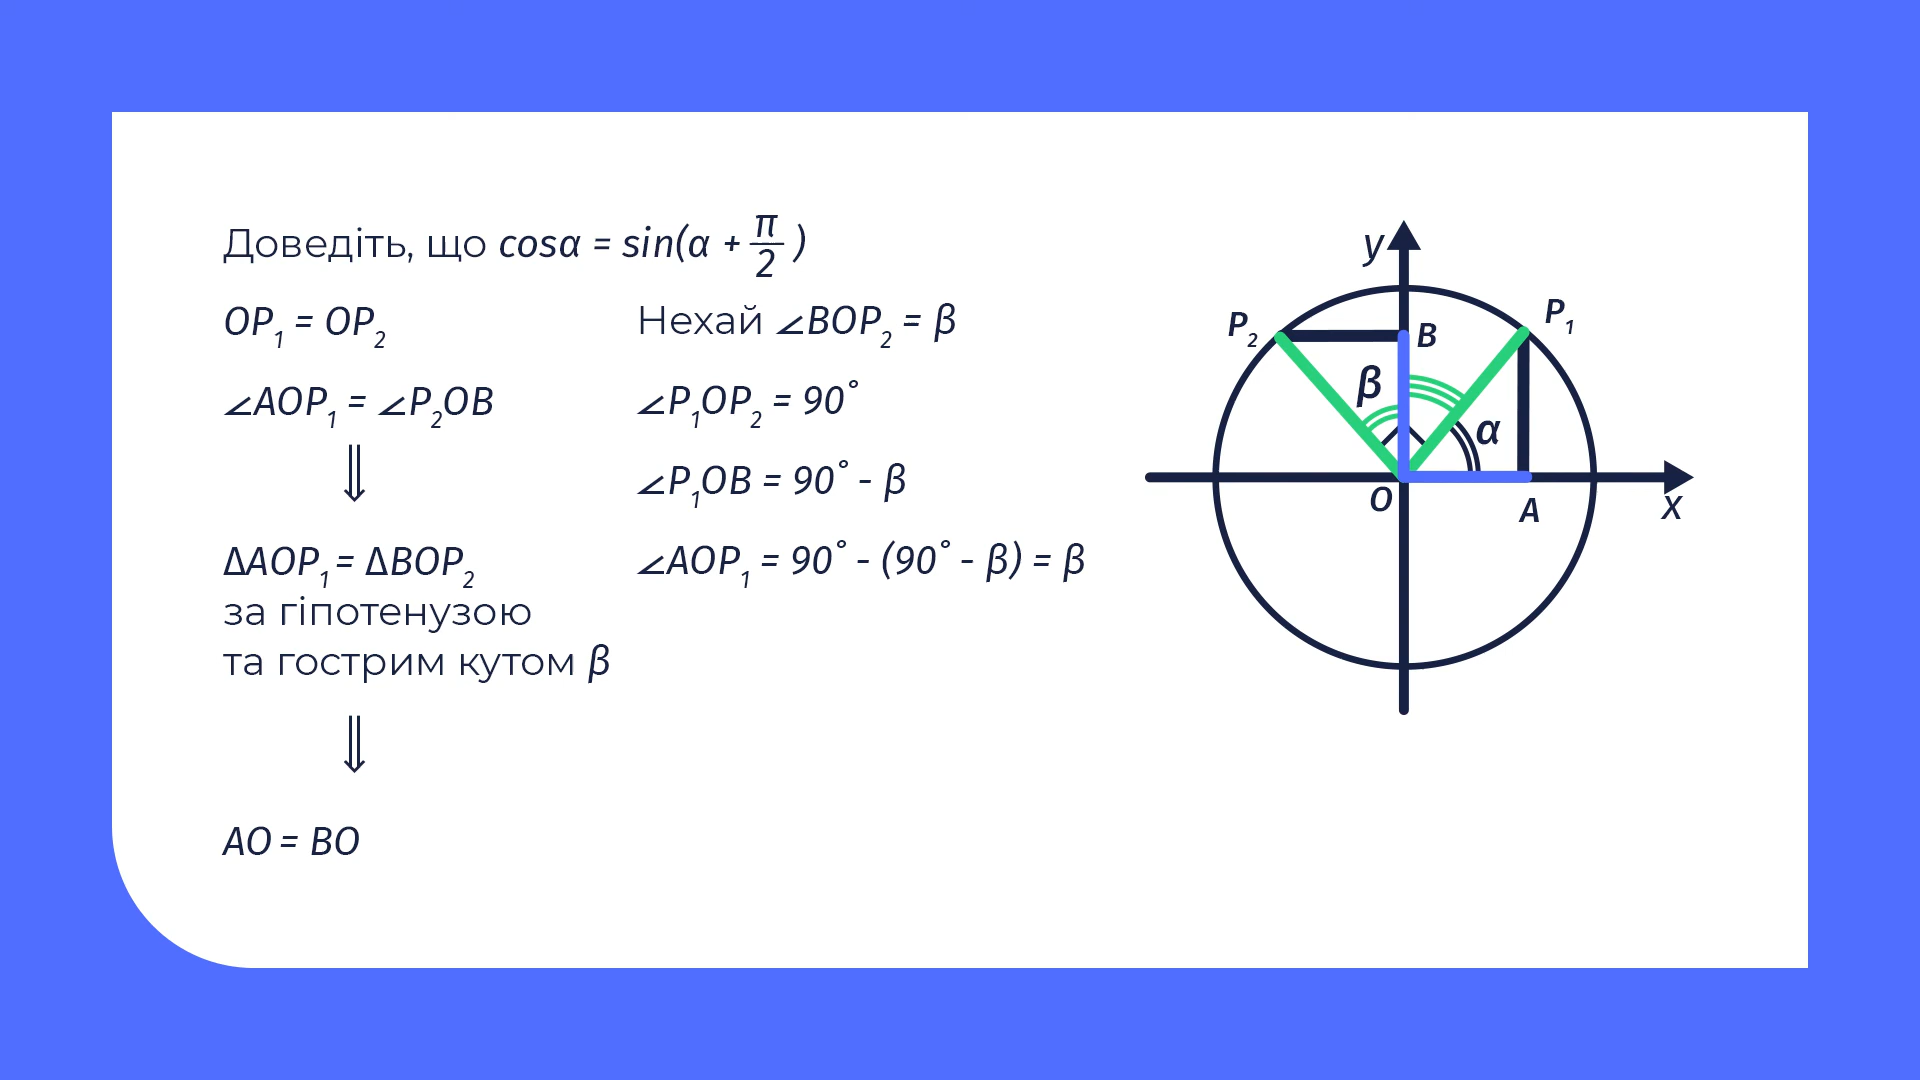 Доведіть, що cosα = sin(α + π/2)
OP₁ = OP₂
∠AOP₁ = ∠P₂OB
⇓
ΔAOP₁ = ΔBOP₂
за гіпотенузою
та гострим кутом β
⇓
AO = BO
Нехай ∠BOP₂ = β
∠P₁OP₂ = 90°
∠P₁OB = 90° - β
∠AOP₁ = 90° - (90° - β) = β
y
P₂
B
P₁
β
α
O
A
x